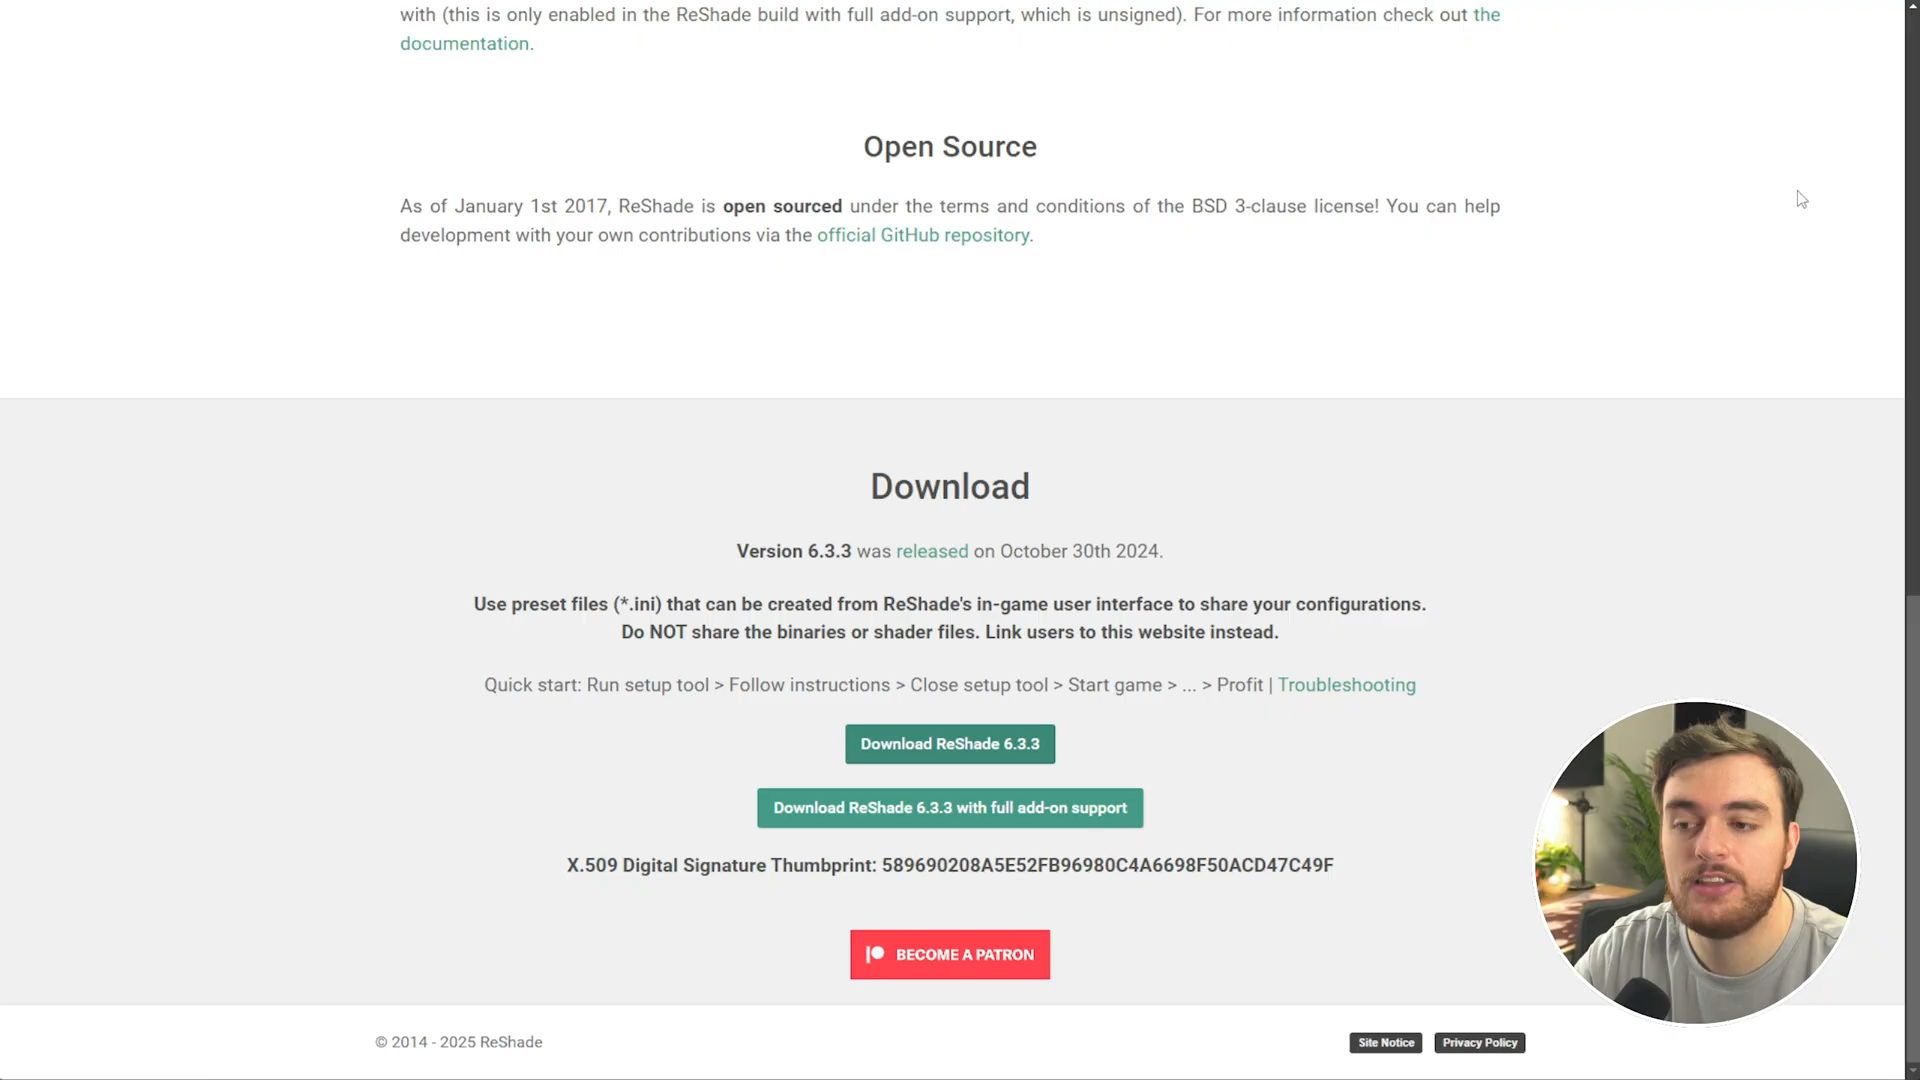 with (this is only enabled in the ReShade build with full add-on support, which is unsigned). For more information check out the
documentation.
Open Source
As of January 1st 2017, ReShade is open sourced under the terms and conditions of the BSD 3-clause license! You can help
development with your own contributions via the official GitHub repository.
Download
Version 6.3.3 was released on October 30th 2024.
Use preset files (*.ini) that can be created from ReShade's in-game user interface to share your configurations.
Do NOT share the binaries or shader files. Link users to this website instead.
Quick start: Run setup tool > Follow instructions > Close setup tool > Start game > ... > Profit | Troubleshooting
Download ReShade 6.3.3
Download ReShade 6.3.3 with full add-on support
X.509 Digital Signature Thumbprint: 589690208A5E52FB96980C4A6698F50ACD47C49F
BECOME A PATRON
© 2014 - 2025 ReShade
Site Notice
Privacy Policy